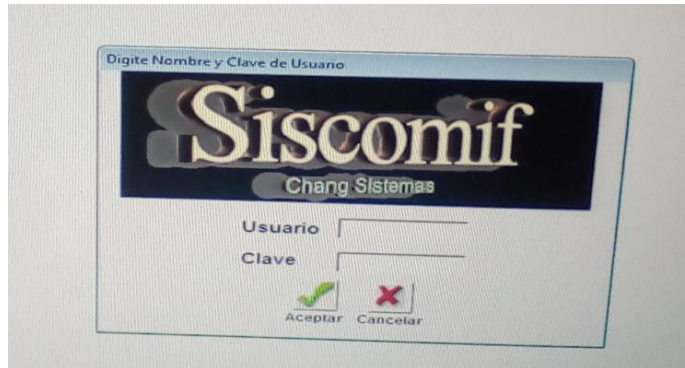 Digite Nombre y Clave de Usuario
Siscomif
Chang Sistemas
Usuario
Clave
Aceptar Cancelar